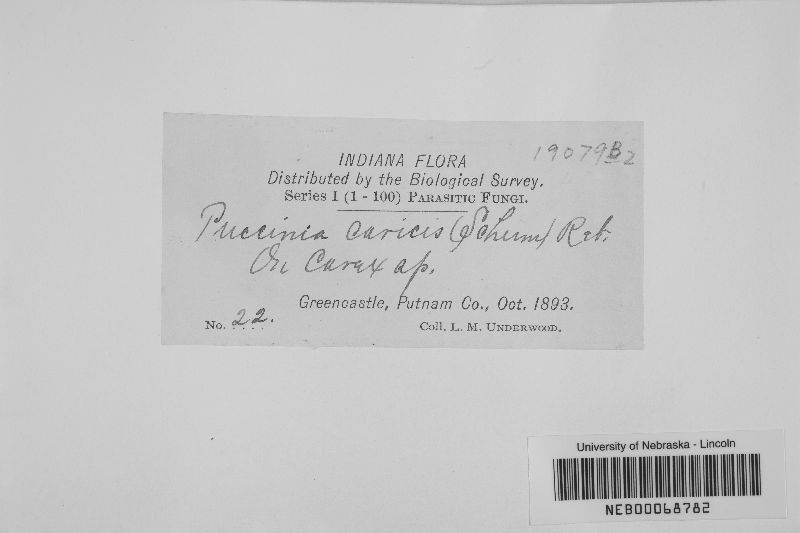 19079B2
INDIANA FLORA
Distributed by the Biological Survey.
Series I (1 - 100) PARASITIC FUNGI.
Puccinia caricis (Schum) Reb.
On Carex sp.
Greencastle, Putnam Co., Oct. 1893.
No. 22. Coll. L. M. UNDERWOOD.
University of Nebraska - Lincoln
NEB00068782